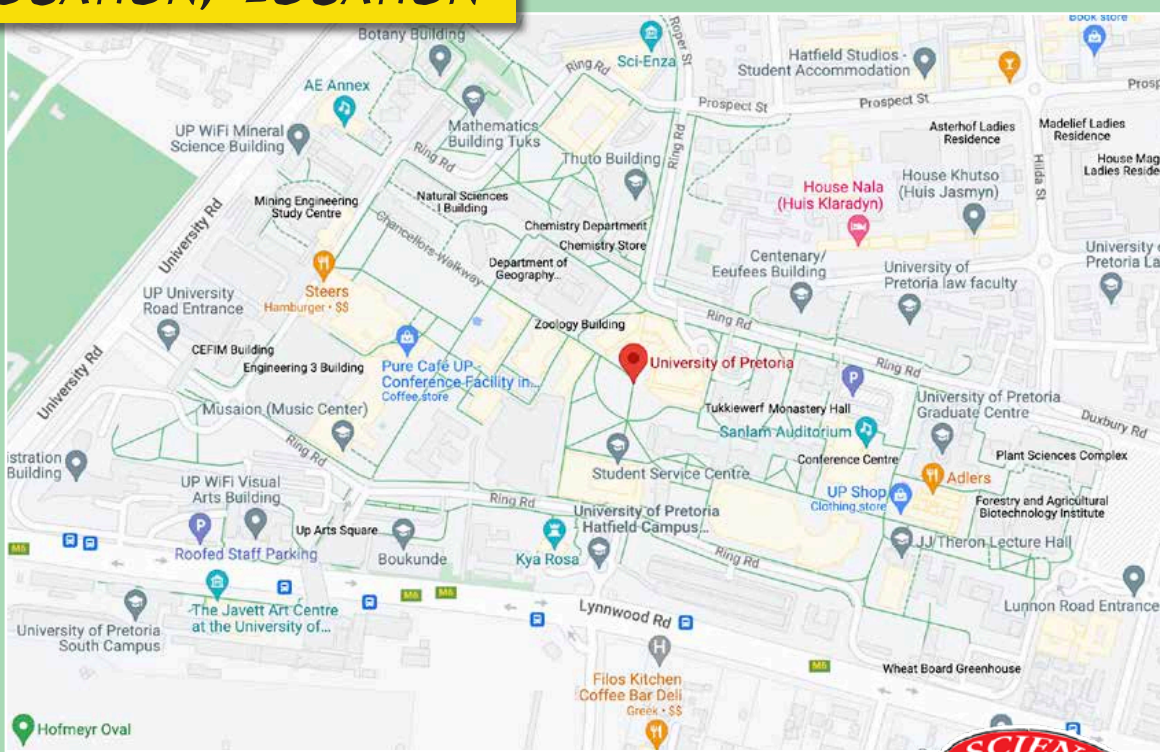 LOCATION, LOCATION
Botany Building
Sci-Enza
Roper St
Ring Rd
Hatfield Studios -
Student Accommodation
Book store
AE Annex
Prospect St
Prospect St
UP WiFi Mineral
Science Building
Mathematics
Building Tuks
Ring Rd
Ring Rd
Thuto Building
Asterhof Ladies
Residence
Madelief Ladies
Residence
Hilda St
House Nala
(Huis Klaradyn)
House Khutso
(Huis Jasmyn)
Mining Engineering
Study Centre
Natural Sciences
I Building
Chancellors Walkway
Chemistry Department
Chemistry Store
Department of
Geography...
University Rd
Steers
Hamburger • $$
Centenary/
Eeufees Building
University of
Pretoria law faculty
UP University
Road Entrance
Zoology Building
Ring Rd
CEFIM Building
Engineering 3 Building
Pure Café UP
Conference Facility in...
Coffee store
University of Pretoria
Ring Rd
P
University Rd
Musaion (Music Center)
Tukkiewerf Monastery Hall
University of Pretoria
Graduate Centre
Duxbury Rd
Sanlam Auditorium
Ring Rd
Conference Centre
Plant Sciences Complex
Building
UP WiFi Visual
Arts Building
Student Service Centre
Adlers
UP Shop
Clothing store
Forestry and Agricultural
Biotechnology Institute
Ring Rd
University of Pretoria
Hatfield Campus...
P
Roofed Staff Parking
Up Arts Square
Boukunde
Kya Rosa
Ring Rd
JJ Theron Lecture Hall
M6
M6
M6
The Javett Art Centre
at the University of...
Lynnwood Rd
Lunnon Road Entrance
University of Pretoria
South Campus
M6
Wheat Board Greenhouse
H
Filos Kitchen
Coffee Bar Deli
Greek • $$
Hofmeyr Oval